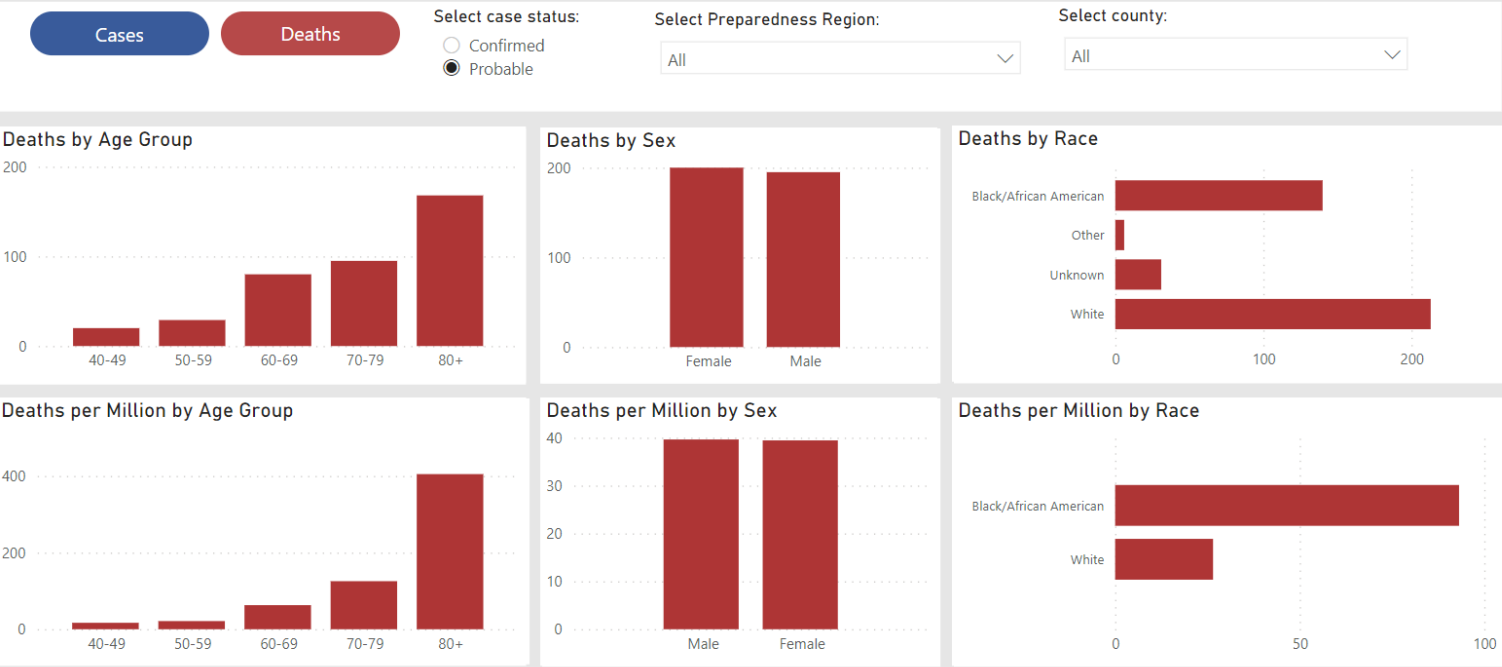 Cases
Deaths
Select case status:
Confirmed
Probable
Select Preparedness Region:
All
Select county:
All
Deaths by Age Group
200
100
0
40-49 50-59 60-69 70-79 80+
Deaths by Sex
200
100
0
Female Male
Deaths by Race
Black/African American
Other
Unknown
White
0 100 200
Deaths per Million by Age Group
400
200
0
40-49 50-59 60-69 70-79 80+
Deaths per Million by Sex
40
30
20
10
0
Male Female
Deaths per Million by Race
Black/African American
White
0 50 100